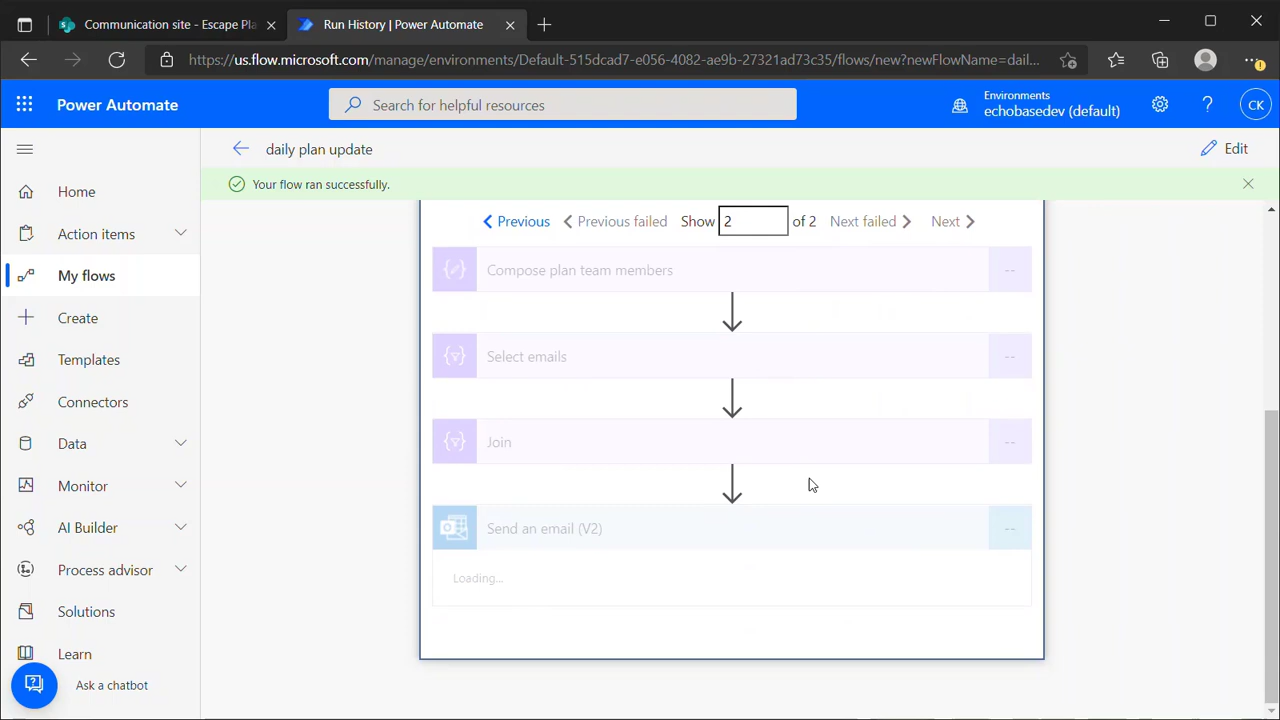 Communication site - Escape Pla
Run History | Power Automate
https://us.flow.microsoft.com/manage/environments/Default-515dcad7-e056-4082-ae9b-27321ad73c35/flows/new?newFlowName=dail...
Power Automate
Search for helpful resources
Environments
echobasedev (default)
CK
daily plan update
Edit
Your flow ran successfully.
Home
Action items
My flows
Create
Templates
Connectors
Data
Monitor
AI Builder
Process advisor
Solutions
Learn
Ask a chatbot
Previous Previous failed Show 2 of 2 Next failed Next
Compose plan team members --
Select emails --
Join --
Send an email (V2) --
Loading...